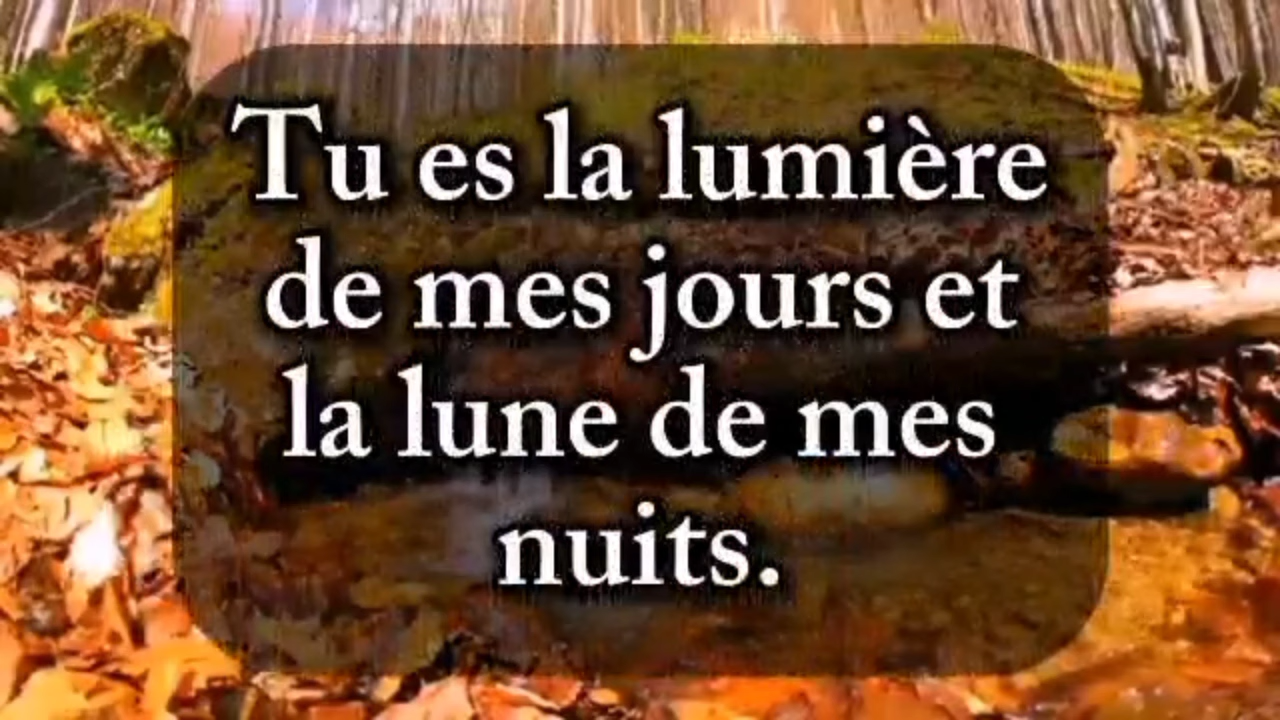 Tu es la lumière
de mes jours et
la lune de mes
nuits.